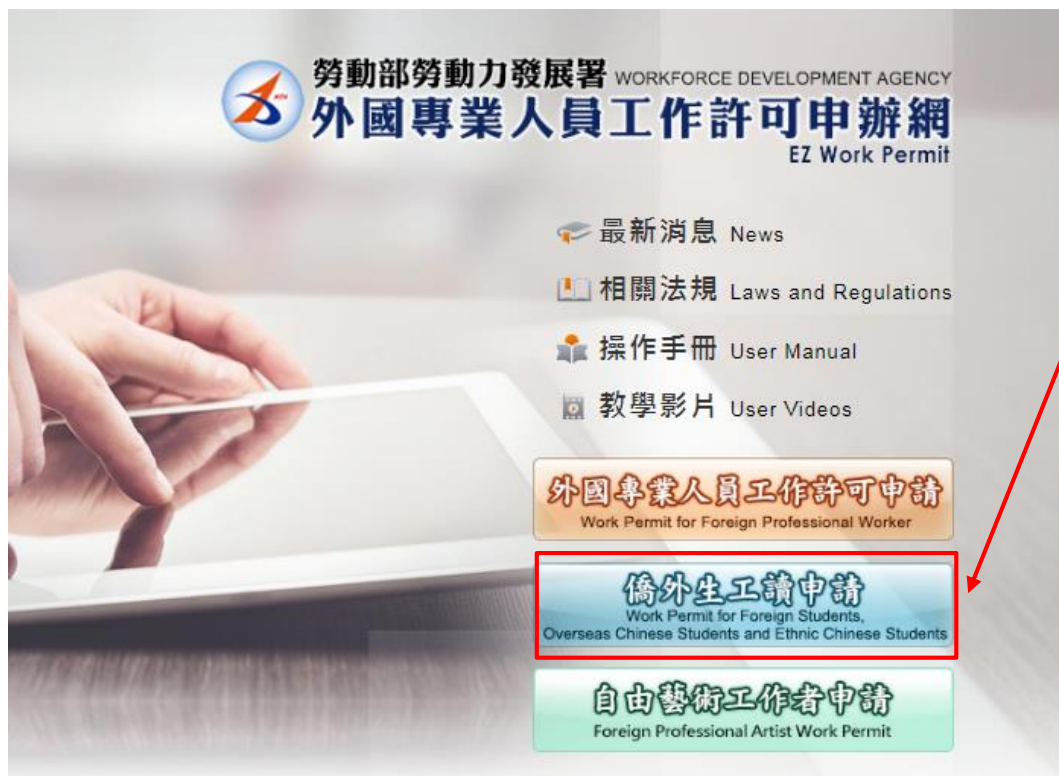 勞動部勞動力發展署 WORKFORCE DEVELOPMENT AGENCY
外國專業人員工作許可申辦網
EZ Work Permit
最新消息 News
相關法規 Laws and Regulations
操作手冊 User Manual
教學影片 User Videos
外國專業人員工作許可申請
Work Permit for Foreign Professional Worker
僑外生工讀申請
Work Permit for Foreign Students,
Overseas Chinese Students and Ethnic Chinese Students
自由藝術工作者申請
Foreign Professional Artist Work Permit